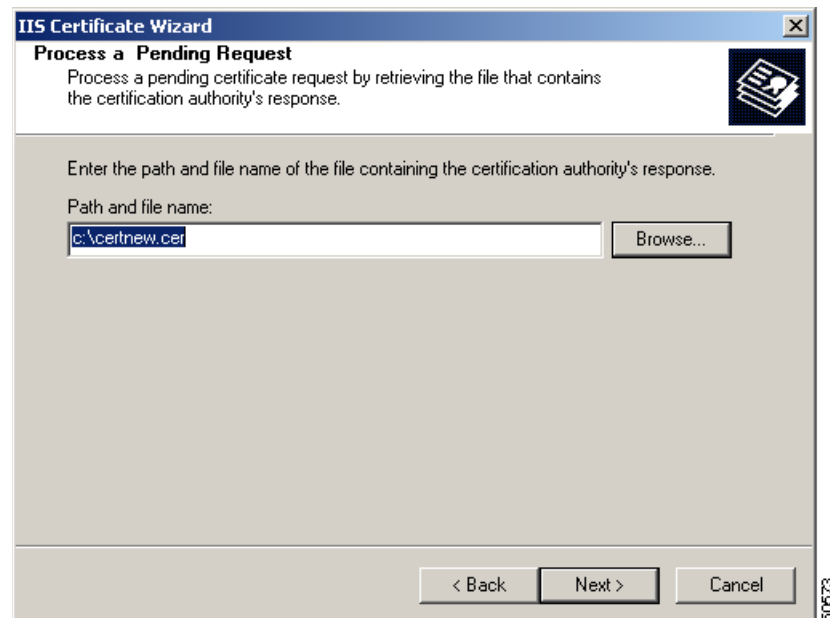 IIS Certificate Wizard
Process a Pending Request
Process a pending certificate request by retrieving the file that contains
the certification authority's response.
Enter the path and file name of the file containing the certification authority's response.
Path and file name:
c:\certnew.cer
Browse...
< Back
Next >
Cancel